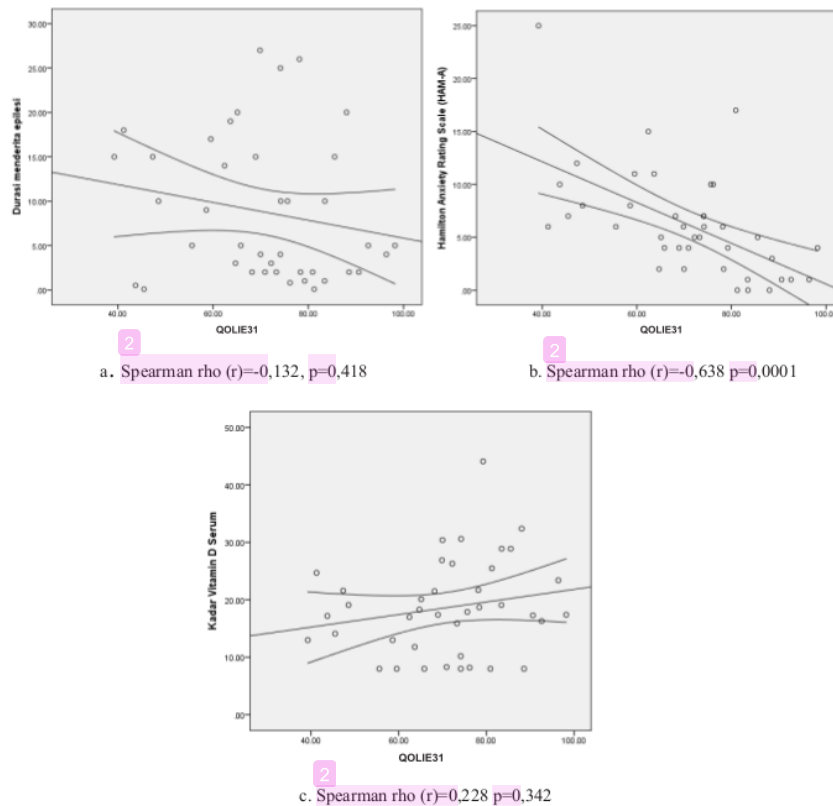 30.00
25.00
20.00
15.00
10.00
5.00
.00
Durasi menderita epilesi
40.00 60.00 80.00 100.00
QOLIE31
25.00
20.00
15.00
10.00
5.00
.00
Hamilton Anxiety Rating Scale (HAM-A)
40.00 60.00 80.00 100.00
QOLIE31
2
a. Spearman rho (r)=-0,132, p=0,418
2
b. Spearman rho (r)=-0,638 p=0,0001
50.00
40.00
30.00
20.00
10.00
.00
Kadar Vitamin D Serum
40.00 60.00 80.00 100.00
QOLIE31
2
c. Spearman rho (r)=0,228 p=0,342